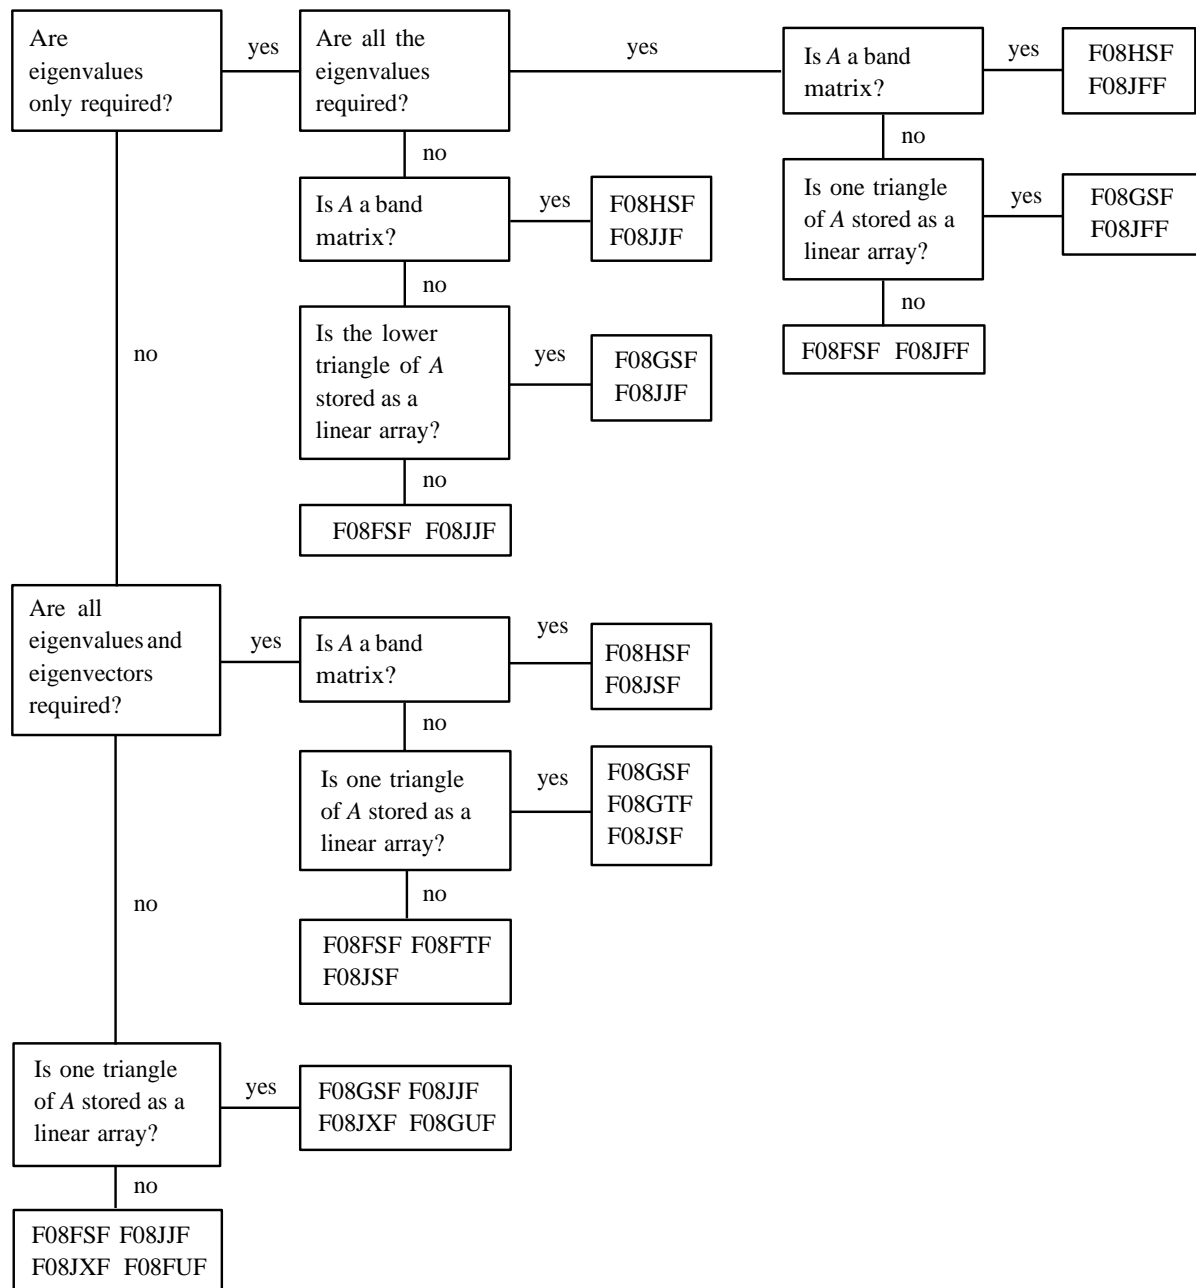 Are
eigenvalues
only required?
yes
Are all the
eigenvalues
required?
yes
Is A a band
matrix?
yes
F08HSF
F08JFF
no
Is one triangle
of A stored as a
linear array?
yes
F08GSF
F08JFF
no
F08FSF F08JFF
no
Is A a band
matrix?
yes
F08HSF
F08JJF
no
Is the lower
triangle of A
stored as a
linear array?
yes
F08GSF
F08JJF
no
F08FSF F08JJF
no
Are all
eigenvalues and
eigenvectors
required?
yes
Is A a band
matrix?
yes
F08HSF
F08JSF
no
Is one triangle
of A stored as a
linear array?
yes
F08GSF
F08GTF
F08JSF
no
F08FSF F08FTF
F08JSF
no
Is one triangle
of A stored as a
linear array?
yes
F08GSF F08JJF
F08JXF F08GUF
no
F08FSF F08JJF
F08JXF F08FUF